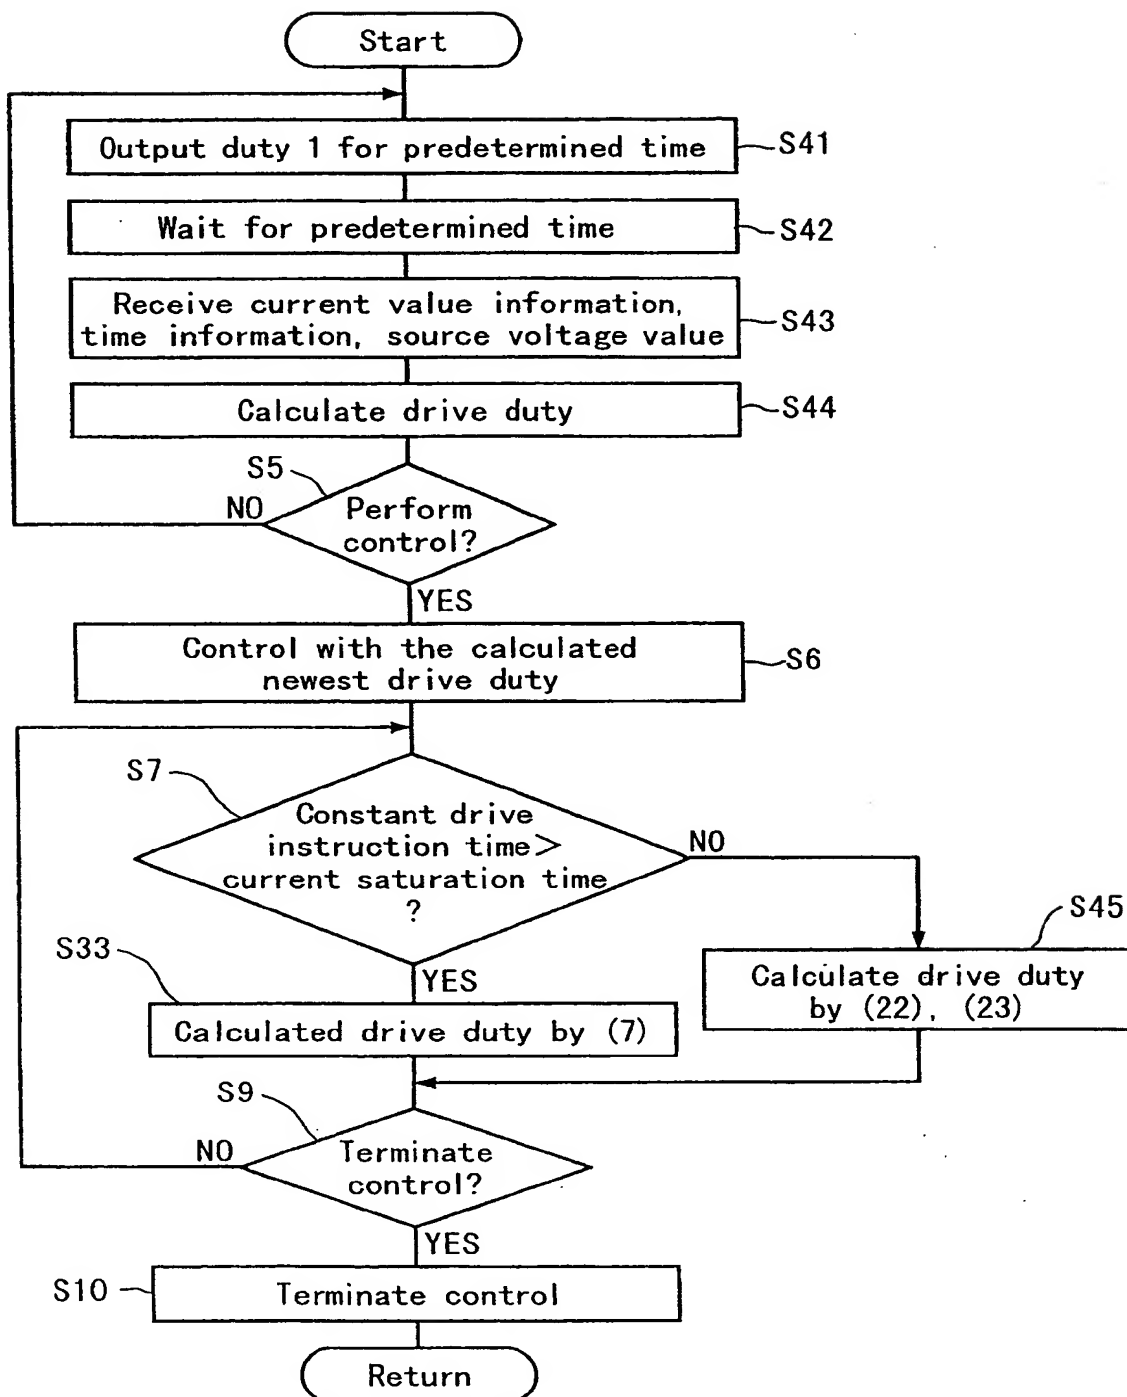 Start
Output duty 1 for predetermined time
S41
Wait for predetermined time
S42
Receive current value information,
time information, source voltage value
S43
Calculate drive duty
S44
S5
NO
Perform
control?
YES
Control with the calculated
newest drive duty
S6
S7
Constant drive
instruction time>
current saturation time
?
NO
S45
S33
YES
Calculate drive duty
by (22), (23)
Calculated drive duty by (7)
S9
NO
Terminate
control?
YES
S10
Terminate control
Return